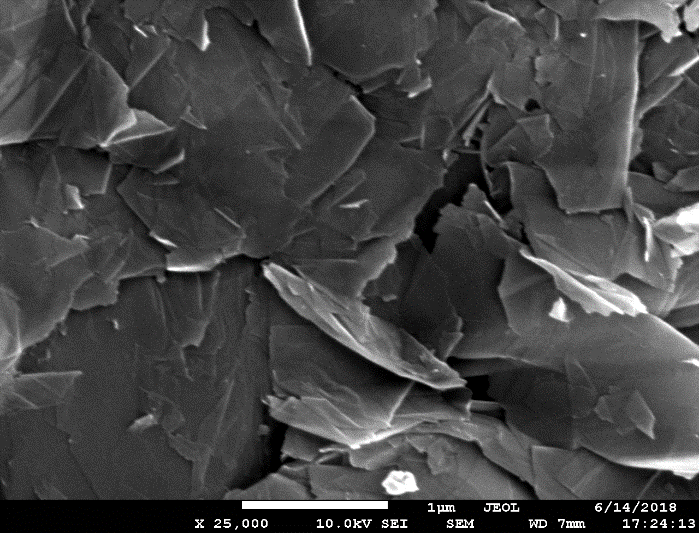 1µm JEOL 6/14/2018
X 25,000 10.0kV SEI SEM WD 7mm 17:24:13